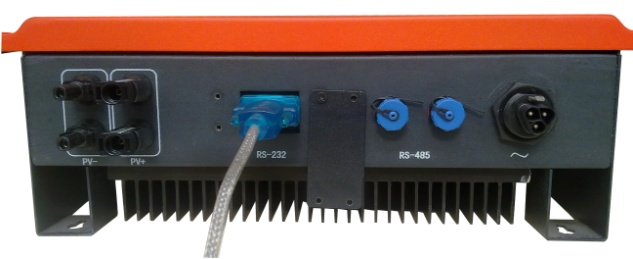 PV-
PV+
RS-232
RS-485
~